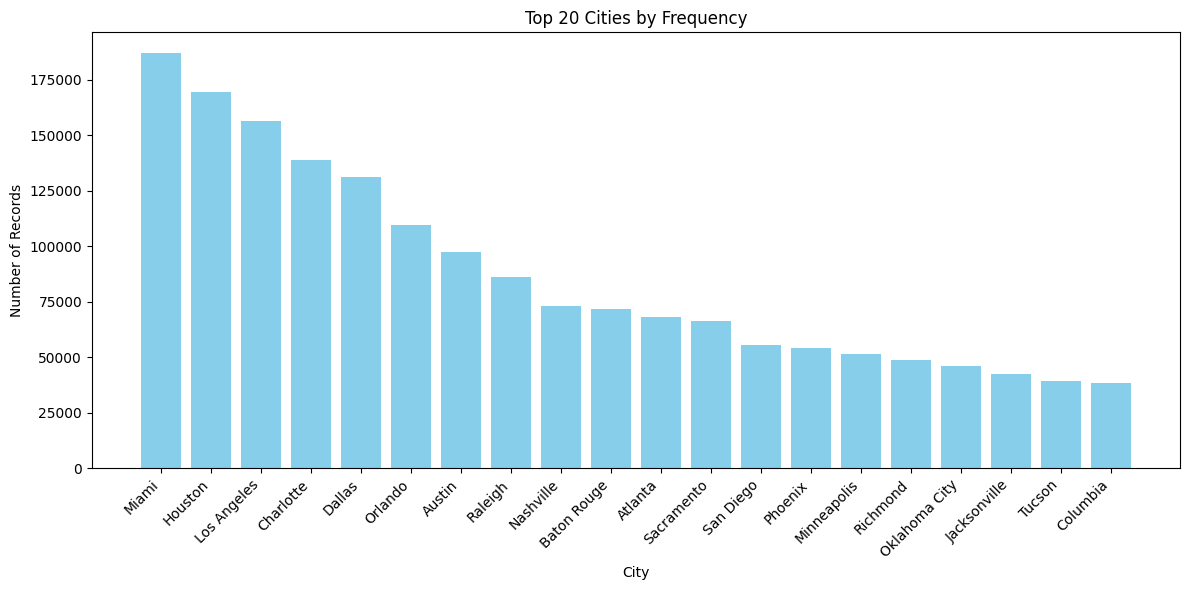 Top 20 Cities by Frequency
Number of Records
175000
150000
125000
100000
75000
50000
25000
0
Miami
Houston
Los Angeles
Charlotte
Dallas
Orlando
Austin
Raleigh
Nashville
Baton Rouge
Atlanta
Sacramento
San Diego
Phoenix
Minneapolis
Richmond
Oklahoma City
Jacksonville
Tucson
Columbia
City